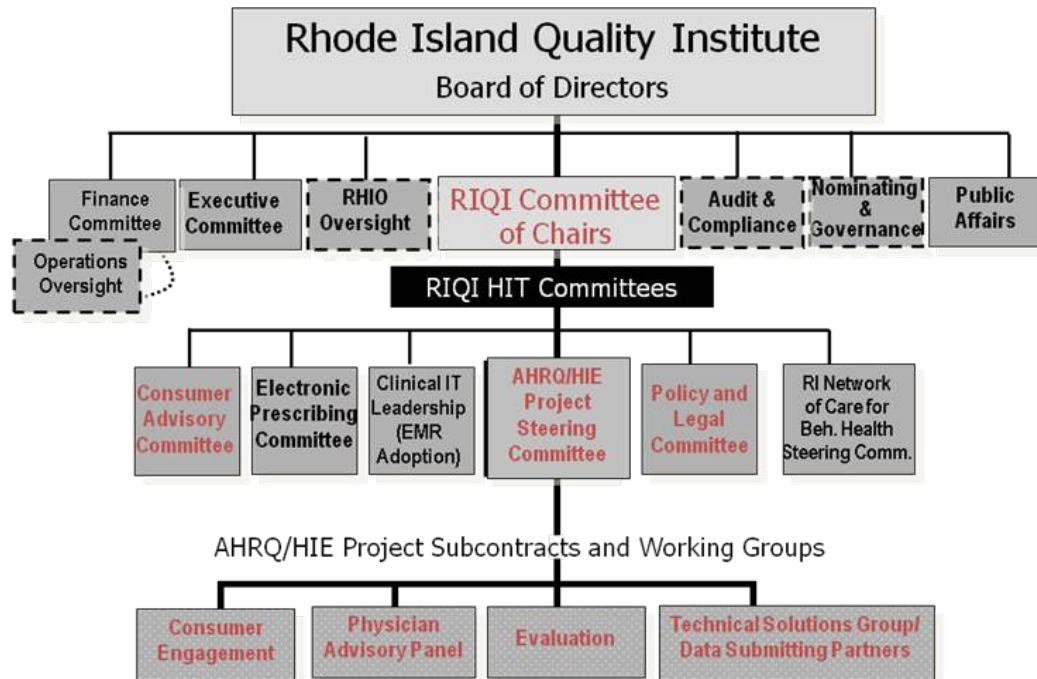 Rhode Island Quality Institute
Board of Directors
Finance
Committee
Operations
Oversight
Executive
Committee
RHIO
Oversight
RIQI Committee
of Chairs
Audit &
Compliance
Nominating
&
Governance
Public
Affairs
RIQI HIT Committees
Consumer
Advisory
Committee
Electronic
Prescribing
Committee
Clinical IT
Leadership
(EMR
Adoption)
AHRQ/HIE
Project
Steering
Committee
Policy and
Legal
Committee
RI Network
of Care for
Beh. Health
Steering Comm.
AHRQ/HIE Project Subcontracts and Working Groups
Consumer
Engagement
Physician
Advisory Panel
Evaluation
Technical Solutions Group/
Data Submitting Partners